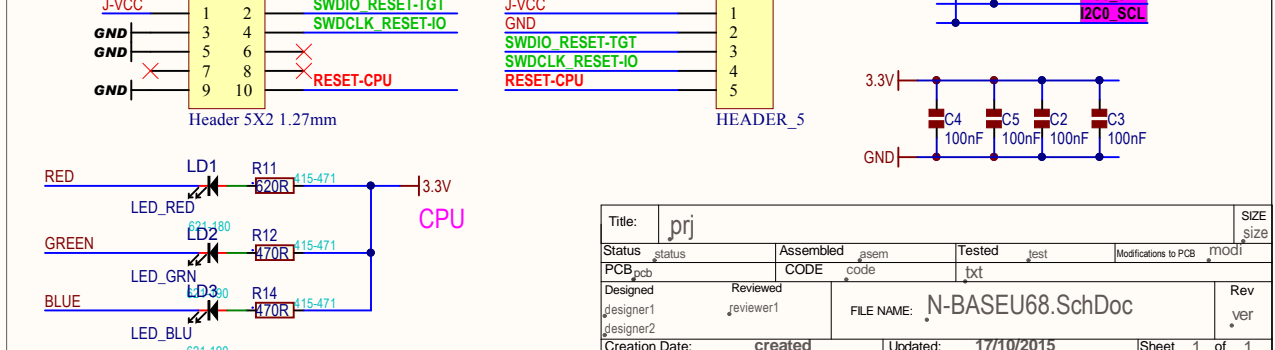 J-VCC
1 2 SWDIO_RESET-TGT
GND 3 4 SWDCLK_RESET-IO
GND 5 6
7 8
GND 9 10 RESET-CPU
Header 5X2 1.27mm
J-VCC 1
GND 2
SWDIO_RESET-TGT 3
SWDCLK_RESET-IO 4
RESET-CPU 5
HEADER_5
I2C0_SCL
3.3V
C4 C5 C2 C3
100nF 100nF 100nF 100nF
GND
RED LD1 R11 620R 415-471 3.3V
LED_RED
CPU
621-180
GREEN LD2 R12 470R 415-471
LED_GRN
BLUE LD3 R14 470R 415-471
LED_BLU
Title: prj SIZE size
Status status Assembled asem Tested test Modifications to PCB modi
PCB pcb CODE code txt
Designed Reviewed
designer1 reviewer1
designer2
FILE NAME: N-BASEU68.SchDoc
Rev
ver
Creation Date: created Updated: 17/10/2015 Sheet 1 of 1